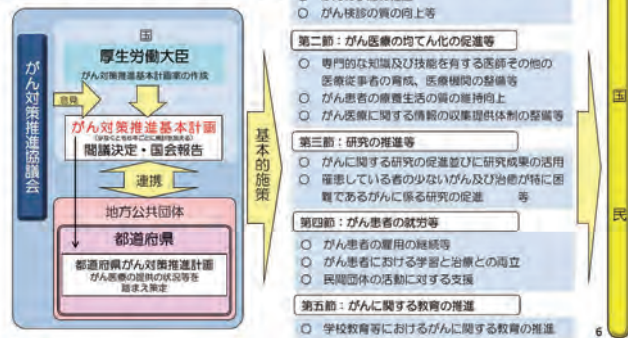 国
厚生労働大臣
がん対策推進基本計画案の作成
がん対策推進協議会
意見
がん対策推進基本計画
閣議決定・国会報告
連携
地方公共団体
都道府県
都道府県がん対策推進計画
がん医療の提供の状況等を
踏まえ策定
基本的施策
○ がん検診の質の向上等
第二節：がん医療の均てん化の促進等
○ 専門的な知識及び技能を有する医師その他の
医療従事者の育成、医療機関の整備等
○ がん患者の療養生活の質の維持向上
○ がん医療に関する情報の収集提供体制の整備等
第三節：研究の推進等
○ がんに関する研究の促進並びに研究成果の活用
○ 罹患している者の少ないがん及び治癒が特に困
難であるがんに係る研究の促進 等
第四節：がん患者の就労等
○ がん患者の雇用の継続等
○ がん患者における学習と治療との両立
○ 民間団体の活動に対する支援
第五節：がんに関する教育の推進
○ 学校教育等におけるがんに関する教育の推進
国民
6